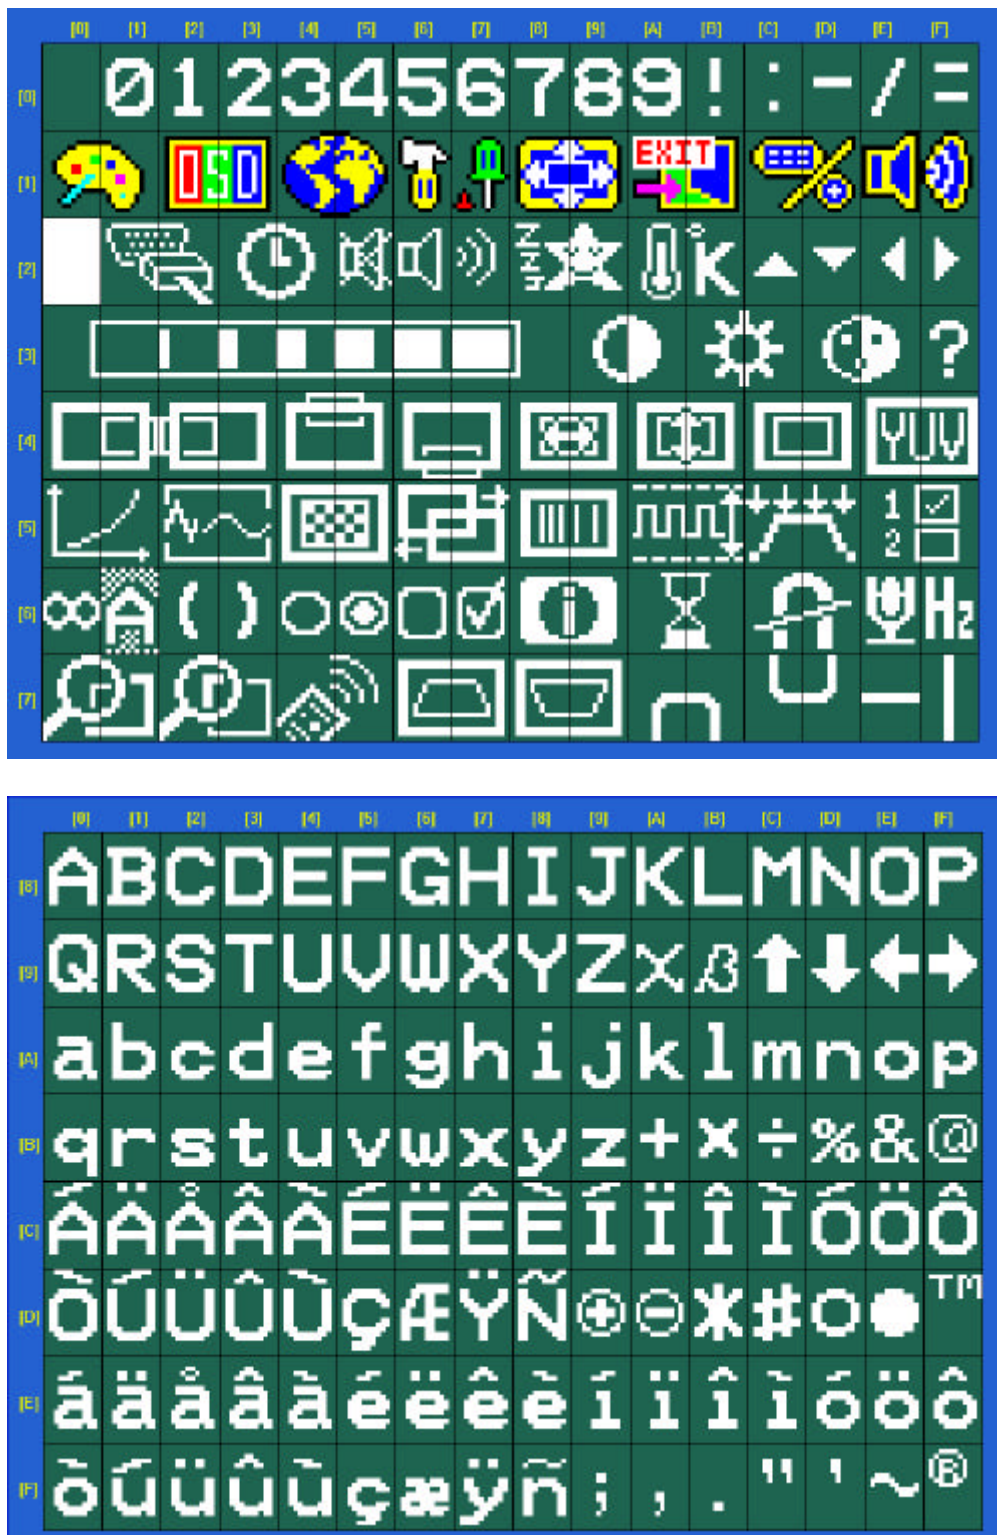 [0] [1] [2] [3] [4] [5] [6] [7] [8] [9] [A] [B] [C] [D] [E] [F]
[0] 0 1 2 3 4 5 6 7 8 9 ! : - / =
[1] OSD EXIT
[2] Z Z Z °K
[3] ?
[4] YUV
[5] 1 2
[6] ∞ A ( ) i H2
[7]
[0] [1] [2] [3] [4] [5] [6] [7] [8] [9] [A] [B] [C] [D] [E] [F]
[8] A B C D E F G H I J K L M N O P
[9] Q R S T U V W X Y Z x ß ↑ ↓ ← →
[A] a b c d e f g h i j k l m n o p
[B] q r s t u v w x y z + × ÷ % & @
[C] Á Ä Å Â À É Ë Ê È Í Ï Î Ì Ó Ö Ô
[D] Ò Ú Ü Û Ù ç Æ Ÿ Ñ ⊕ ⊖ * # ○ ● ™
[E] á ä å â à é ë ê è í ï î ì ó ö ô
[F] ò ú ü û ù ç æ ÿ ñ ; , . " ' ~ ®